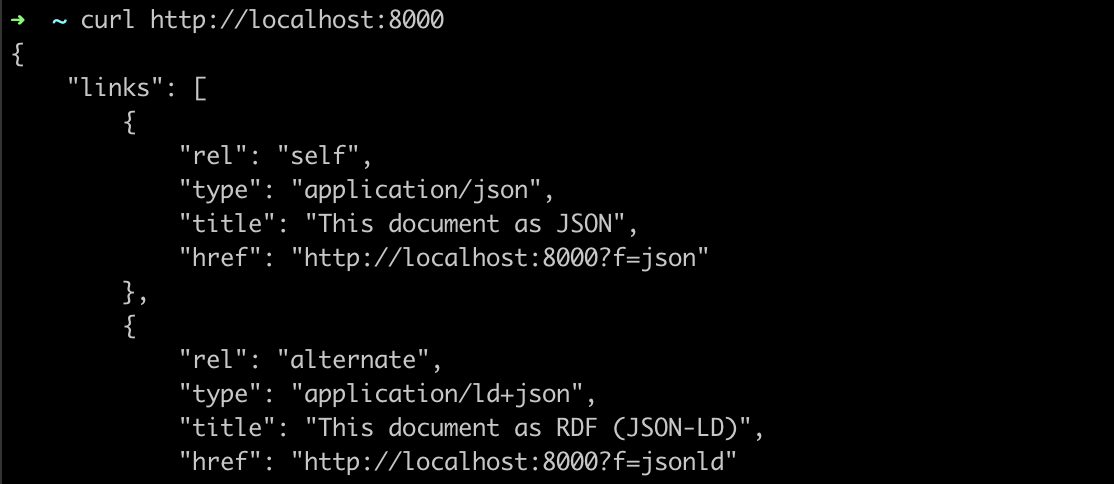 ➜  ~ curl http://localhost:8000
{
    "links": [
        {
            "rel": "self",
            "type": "application/json",
            "title": "This document as JSON",
            "href": "http://localhost:8000?f=json"
        },
        {
            "rel": "alternate",
            "type": "application/ld+json",
            "title": "This document as RDF (JSON-LD)",
            "href": "http://localhost:8000?f=jsonld"